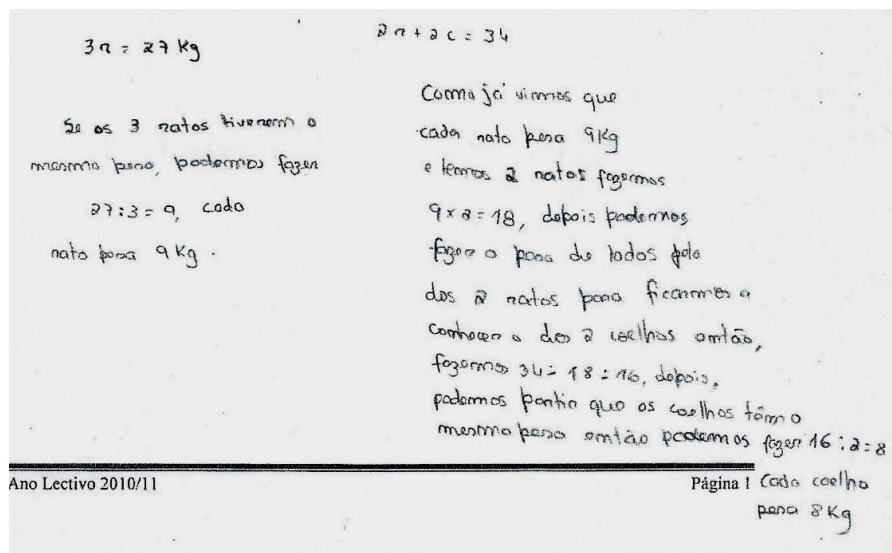 3r = 27 Kg
Se os 3 ratos tiverem o
mesmo peso, podemos fazer
27:3 = 9, cada
rato pesa 9 Kg.
2r + 2c = 34
Como já vimos que
cada rato pesa 9Kg
e temos 2 ratos fazemos
9 x 2 = 18, depois podemos
fazer o peso de todos pelo
dos 2 ratos para ficarmos a
conhecer o dos 2 coelhos então,
fazemos 34 - 18 = 16, depois,
podemos partir que os coelhos têm o
mesmo peso então podemos fazer 16 : 2 = 8
Cada coelho
pesa 8 Kg
Ano Lectivo 2010/11
Página 1